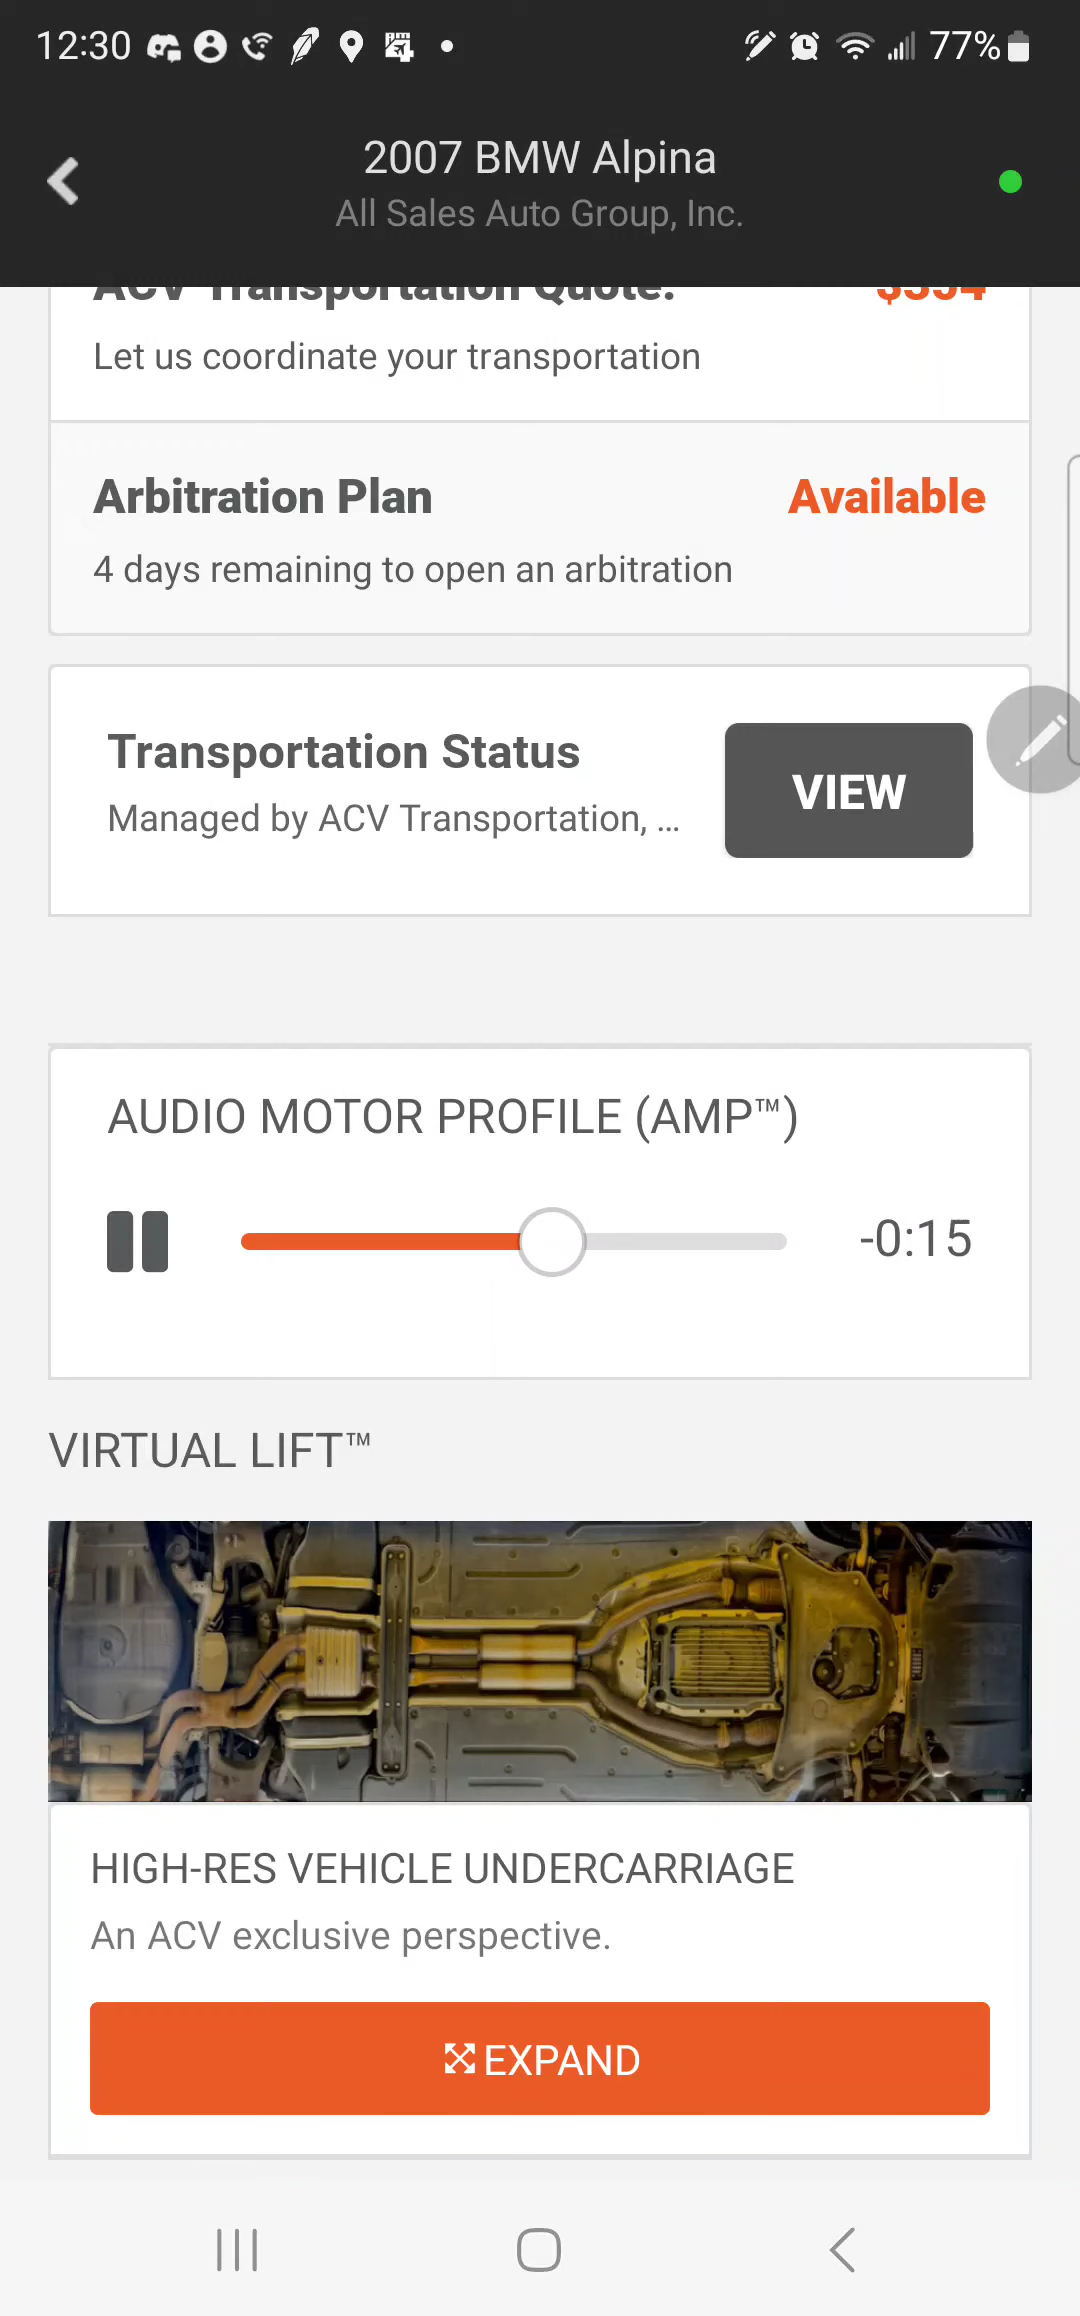 12:30
77%
2007 BMW Alpina
All Sales Auto Group, Inc.
ACV Transportation Quote:
Let us coordinate your transportation
Arbitration Plan
Available
4 days remaining to open an arbitration
Transportation Status
Managed by ACV Transportation, ...
VIEW
AUDIO MOTOR PROFILE (AMP™)
-0:15
VIRTUAL LIFT™
HIGH-RES VEHICLE UNDERCARRIAGE
An ACV exclusive perspective.
EXPAND